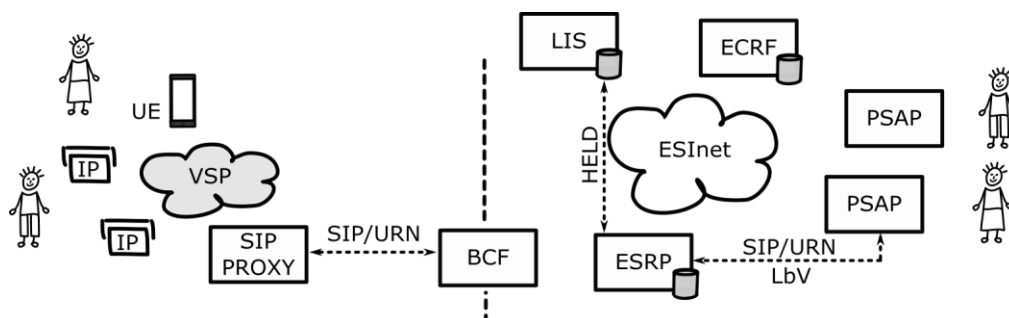 LIS
ECRF
UE
PSAP
IP
VSP
HELD
ESInet
PSAP
IP
SIP
PROXY
SIP/URN
BCF
ESRP
SIP/URN
LbV